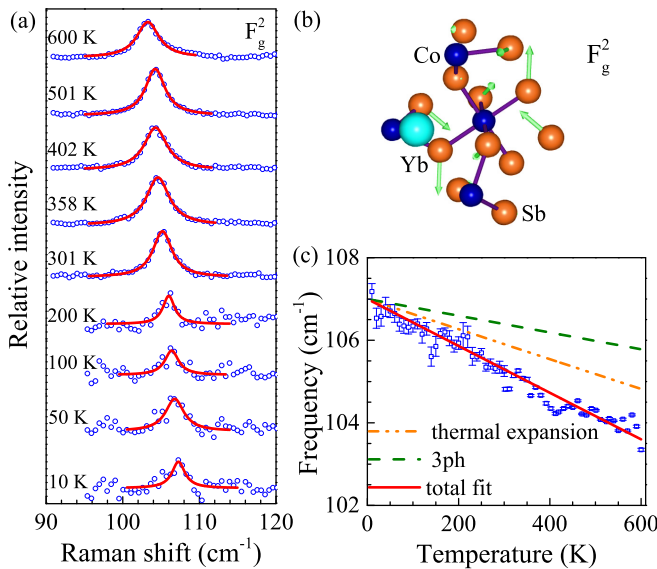 (a)
F_g^2
600 K
501 K
402 K
358 K
301 K
200 K
100 K
50 K
10 K
Relative intensity
90 100 110 120
Raman shift (cm⁻¹)
(b)
F_g^2
Co
Yb
Sb
(c)
108
106
104
102
Frequency (cm⁻¹)
thermal expansion
3ph
total fit
0 200 400 600
Temperature (K)